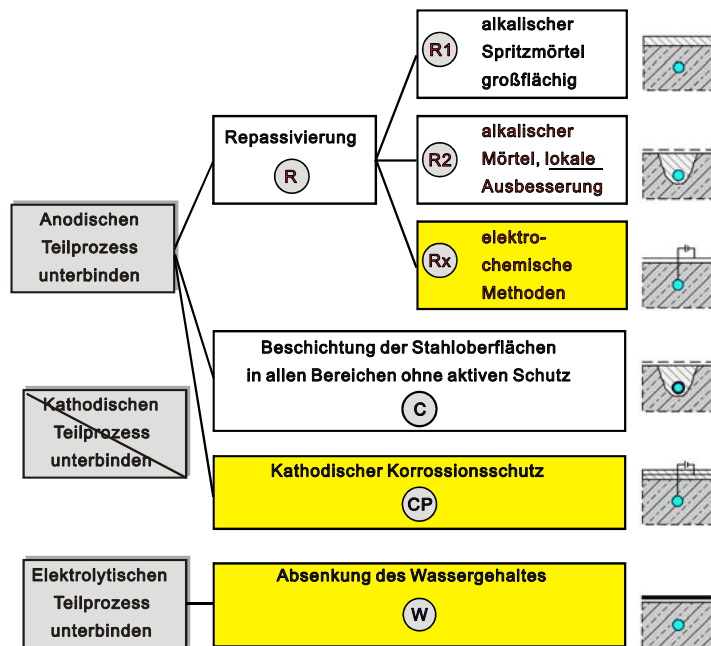 alkalischer
R1 Spritzmörtel
großflächig
Repassivierung
R
alkalischer
R2 Mörtel, lokale
Ausbesserung
Anodischen
Teilprozess
unterbinden
elektro-
Rx chemische
Methoden
Beschichtung der Stahloberflächen
in allen Bereichen ohne aktiven Schutz
C
Kathodischen
Teilprozess
unterbinden
Kathodischer Korrossionsschutz
CP
Elektrolytischen
Teilprozess
unterbinden
Absenkung des Wassergehaltes
W